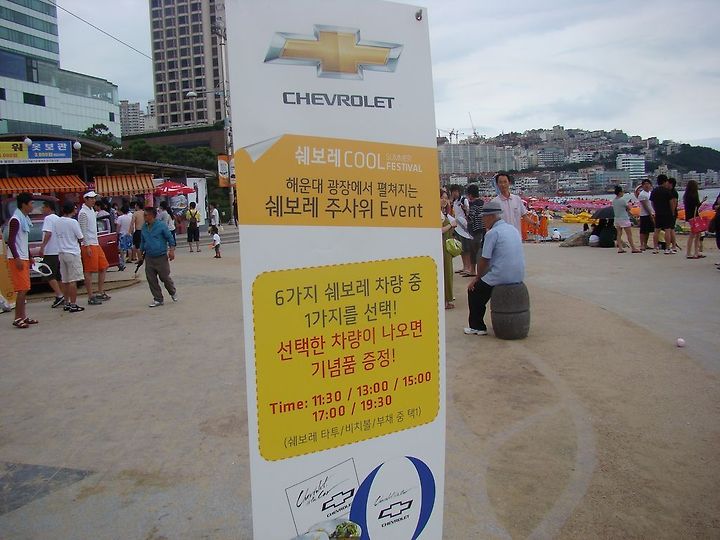 CHEVROLET
쉐보레 COOL SUMMER FESTIVAL
해운대 광장에서 펼쳐지는
쉐보레 주사위 Event
6가지 쉐보레 차량 중
1가지를 선택!
선택한 차량이 나오면
기념품 증정!
Time: 11:30 / 13:00 / 15:00
17:00 / 19:30
(쉐보레 타투/비치볼/부채 중 택1)
CHEVROLET
CHEVROLET
옷보관